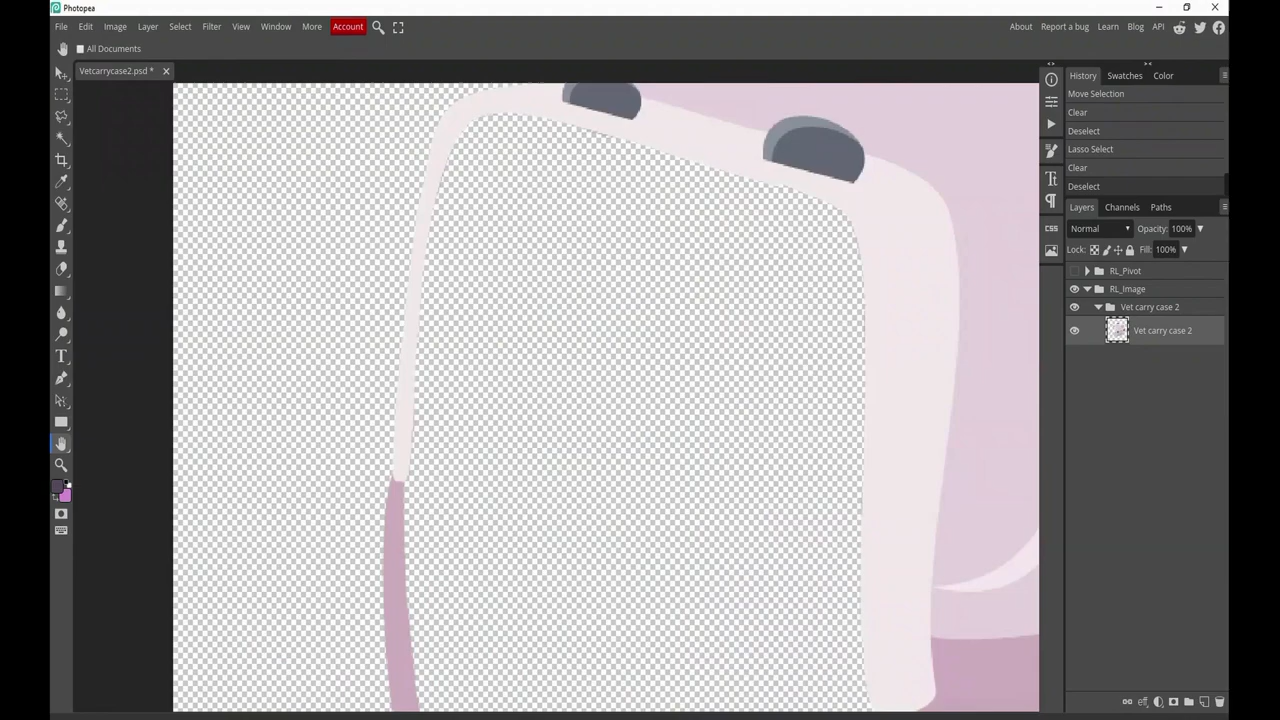 Photopea
File Edit Image Layer Select Filter View Window More Account About Report a bug Learn Blog API
All Documents
Vetcarrycase2.psd *
History Swatches Color
Move Selection
Clear
Deselect
Lasso Select
Clear
Deselect
Layers Channels Paths
Normal Opacity: 100%
Lock: Fill: 100%
RL_Pivot
RL_Image
Vet carry case 2
Vet carry case 2
CSS
eff